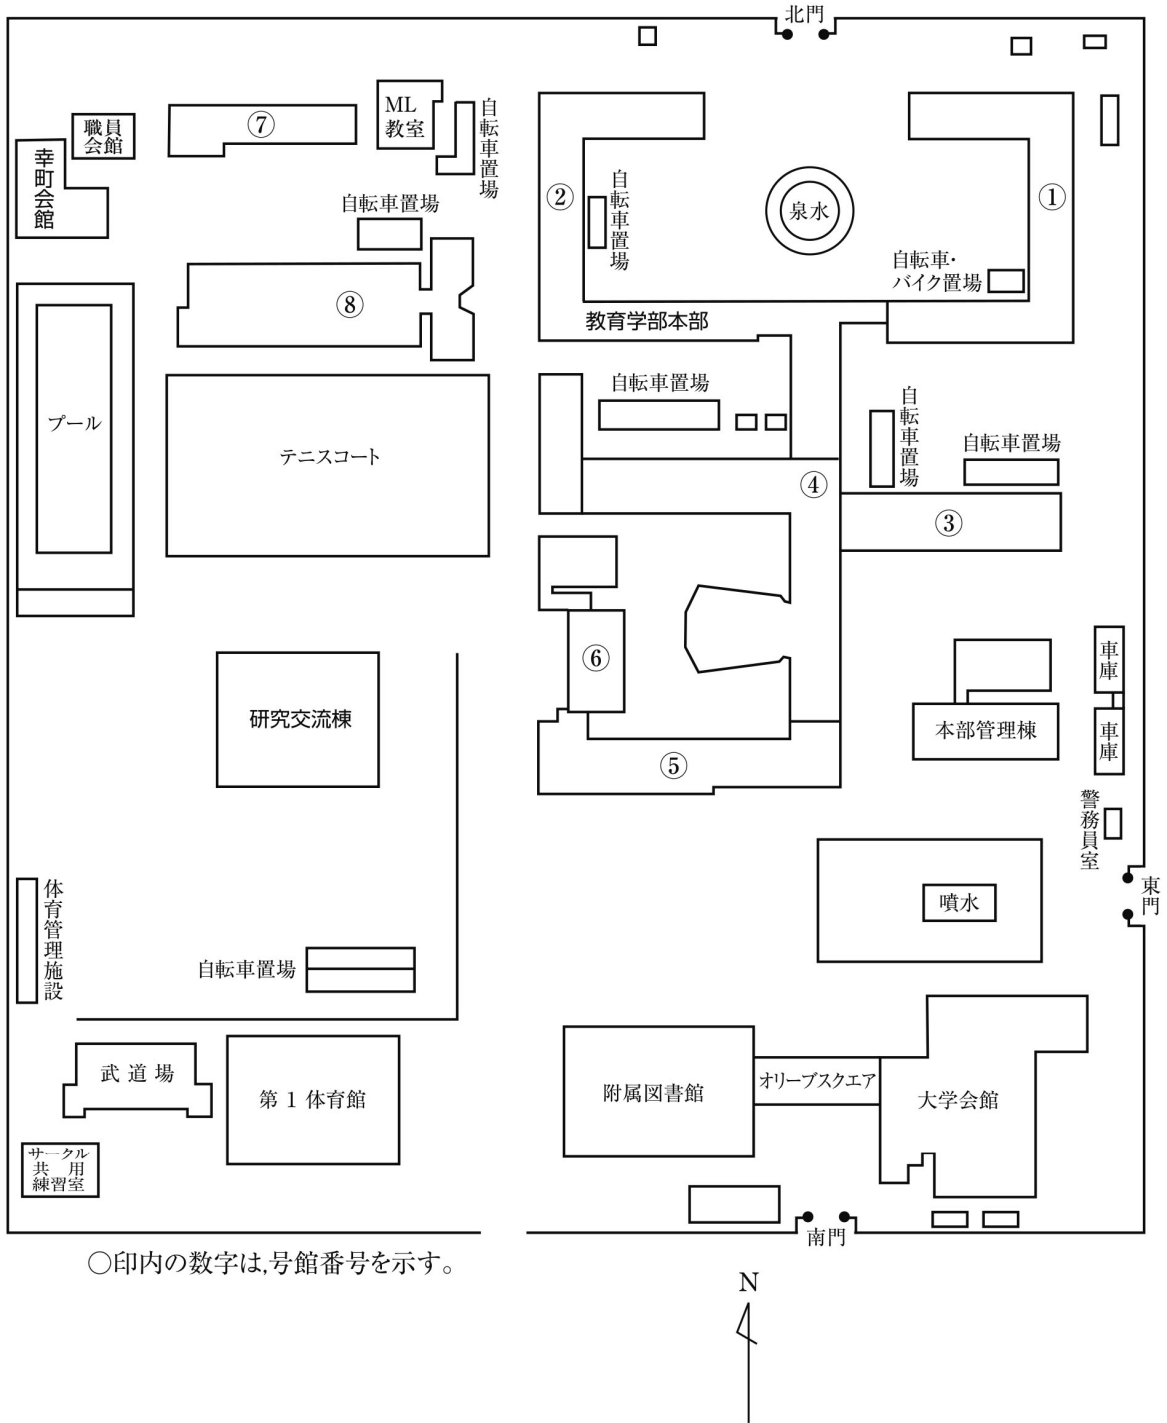 北門
ML
教室
自転車置場
⑦
職員
会館
幸町会館
②
自転車置場
泉水
①
自転車置場
自転車・
バイク置場
⑧
教育学部本部
自転車置場
自転車置場
プール
テニスコート
自転車置場
④
③
⑥
車庫
研究交流棟
本部管理棟
車庫
⑤
警務員室
体育管理施設
東門
噴水
自転車置場
武道場
第1体育館
附属図書館
オリーブスクエア
大学会館
サークル
共用
練習室
南門
○印内の数字は,号館番号を示す。
N